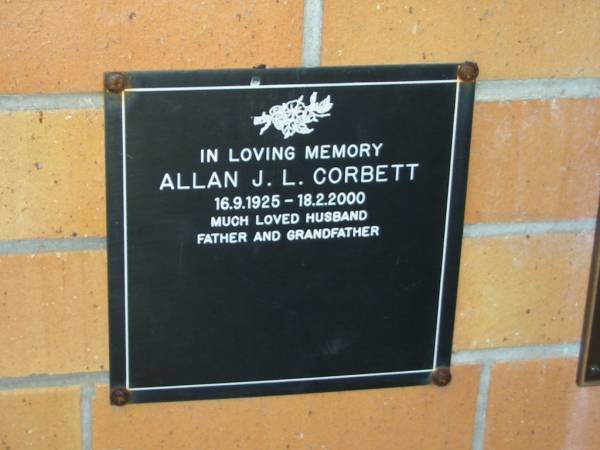 IN LOVING MEMORY
ALLAN J. L. CORBETT
16.9.1925 – 18.2.2000
MUCH LOVED HUSBAND
FATHER AND GRANDFATHER